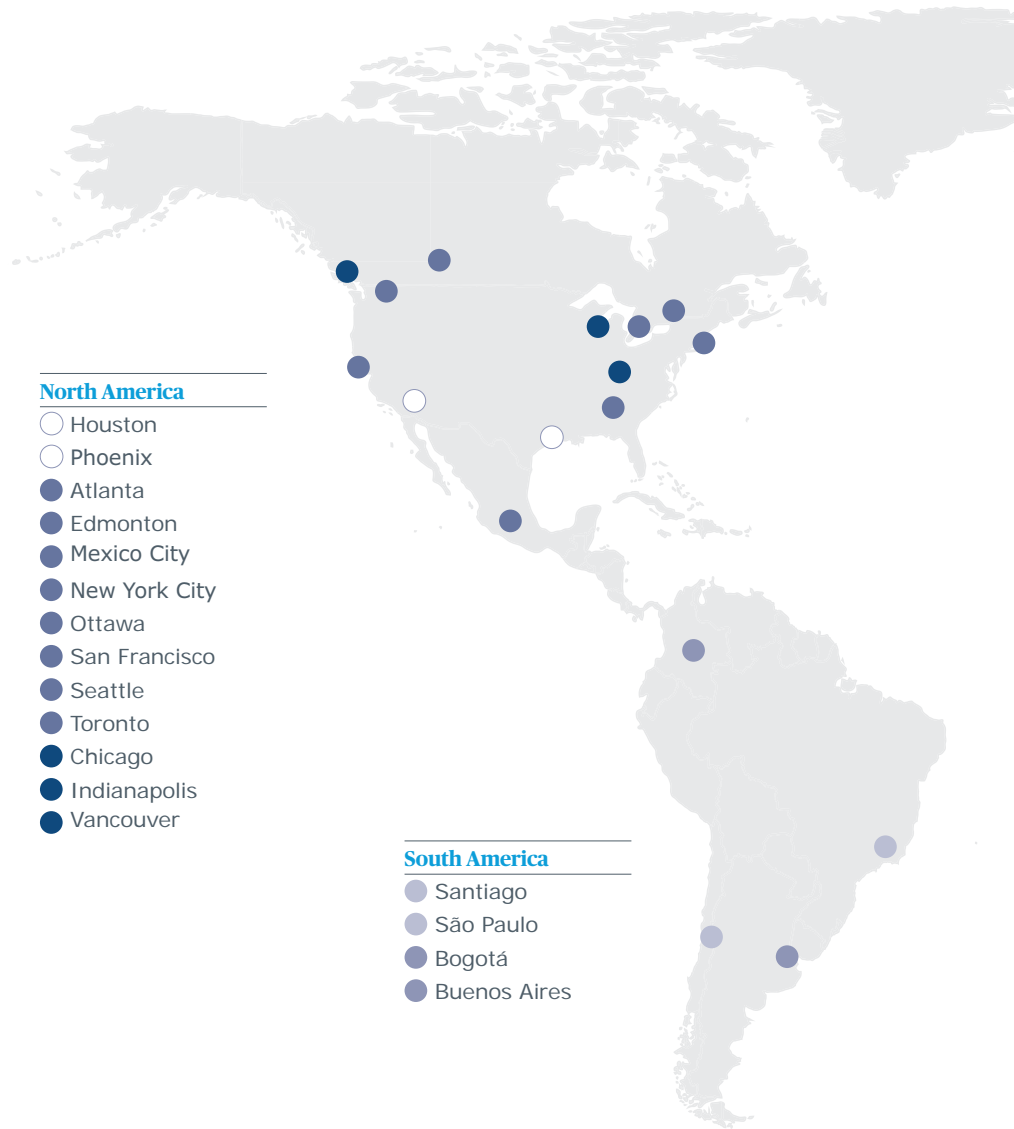 North America
Houston
Phoenix
Atlanta
Edmonton
Mexico City
New York City
Ottawa
San Francisco
Seattle
Toronto
Chicago
Indianapolis
Vancouver
South America
Santiago
São Paulo
Bogotá
Buenos Aires